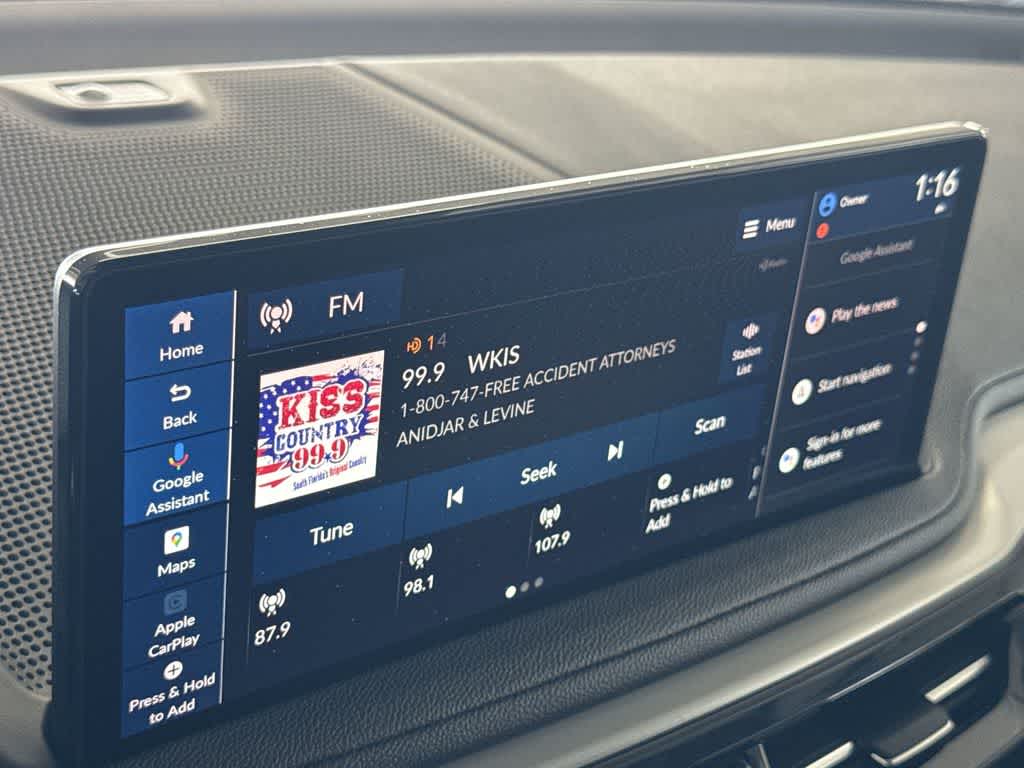 1:16
Owner
Menu
Google Assistant
Home
FM
HD 1 4
99.9 WKIS
1-800-747-FREE ACCIDENT ATTORNEYS
ANIDJAR & LEVINE
Station
List
Play the news
Back
KISS
COUNTRY
99.9
South Florida's Original Country
Start navigation
Google
Assistant
Tune
Seek
Scan
Sign-in for more
features
Maps
87.9
98.1
107.9
Press & Hold to
Add
Apple
CarPlay
Press & Hold
to Add